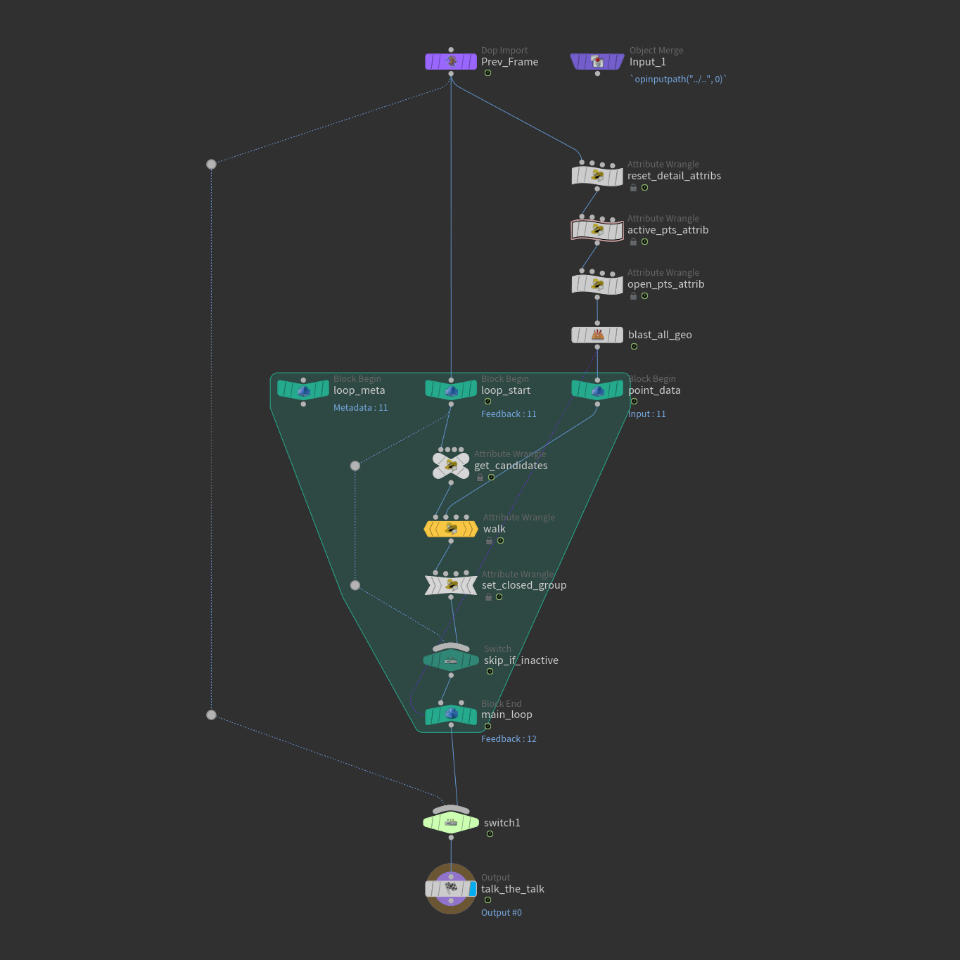 Dop Import
Prev_Frame
Object Merge
Input_1
`opinputpath("../..", 0)`
Attribute Wrangle
reset_detail_attribs
Attribute Wrangle
active_pts_attrib
Attribute Wrangle
open_pts_attrib
blast_all_geo
Block Begin
loop_meta
Metadata : 11
Block Begin
loop_start
Feedback : 11
Block Begin
point_data
Input : 11
Attribute Wrangle
get_candidates
Attribute Wrangle
walk
Attribute Wrangle
set_closed_group
Switch
skip_if_inactive
Block End
main_loop
Feedback : 12
switch1
Output
talk_the_talk
Output #0